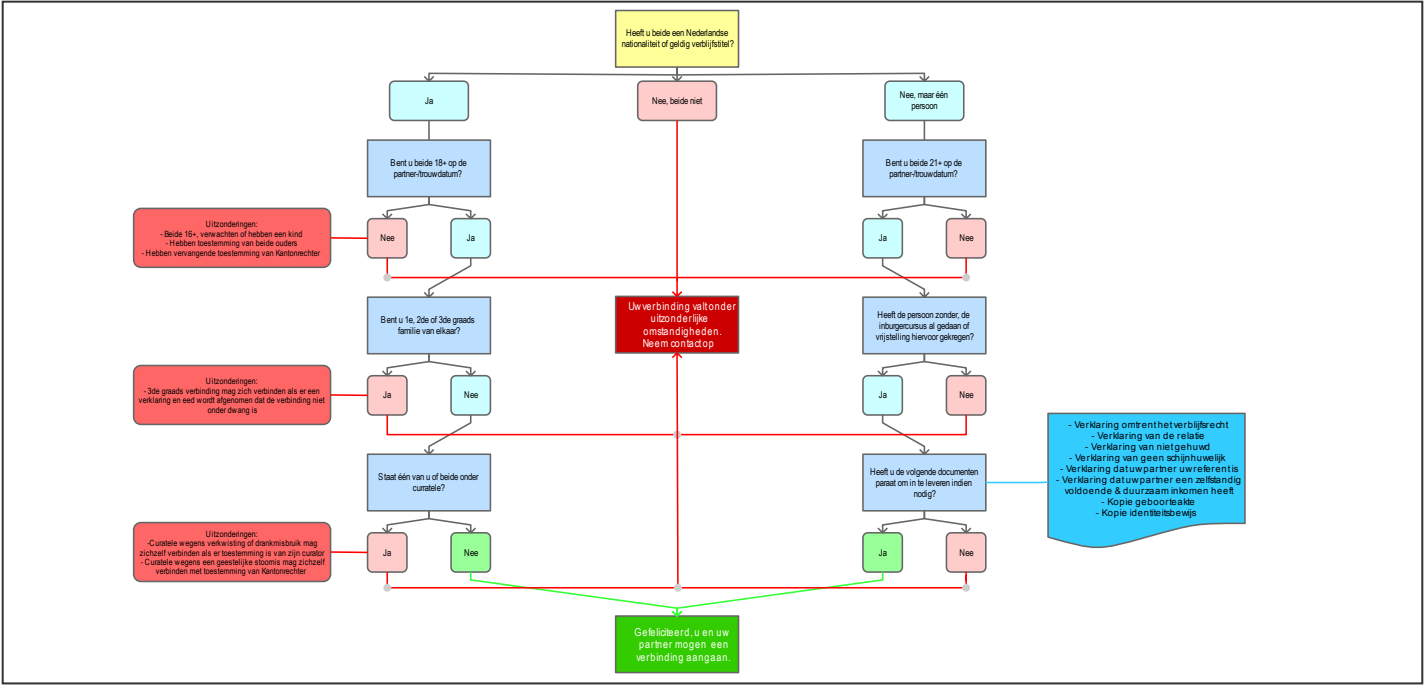 Heeft u beide een Nederlandse
nationaliteit of geldig verblijfstitel?
Ja
Nee, beide niet
Nee, maar één
persoon
Bent u beide 18+ op de
partner-/trouwdatum?
Bent u beide 21+ op de
partner-/trouwdatum?
Uitzonderingen:
- Beide 16+, verwachten of hebben een kind
- Hebben toestemming van beide ouders
- Hebben vervangende toestemming van Kantonrechter
Nee
Ja
Ja
Nee
Bent u 1e, 2de of 3de graads
familie van elkaar?
Uw verbinding valt onder
uitzonderlijke
omstandigheden.
Neem contact op
Heeft de persoon zonder, de
inburgercursus al gedaan of
vrijstelling hiervoor gekregen?
Uitzonderingen:
- 3de graads verbinding mag zich verbinden als er een
verklaring en eed wordt afgenomen dat de verbinding niet
onder dwang is
Ja
Nee
Ja
Nee
Staat één van u of beide onder
curratele?
Heeft u de volgende documenten
paraat om in te leveren indien
nodig?
- Verklaring omtrent het verblijfsrecht
- Verklaring van de relatie
- Verklaring van niet gehuwd
- Verklaring van geen schijnhuwelijk
- Verklaring dat uw partner uw referent is
- Verklaring dat uw partner een zelfstandig
voldoende & duurzaam inkomen heeft
- Kopie geboorteakte
- Kopie identiteitsbewijs
Uitzonderingen:
-Curatele wegens verkwisting of drankmisbruik mag
zichzelf verbinden als er toestemming is van zijn curator
- Curatele wegens een geestelijke stoornis mag zichzelf
verbinden met toestemming van Kantonrechter
Ja
Nee
Ja
Nee
Gefeliciteerd, u en uw
partner mogen een
verbinding aangaan.